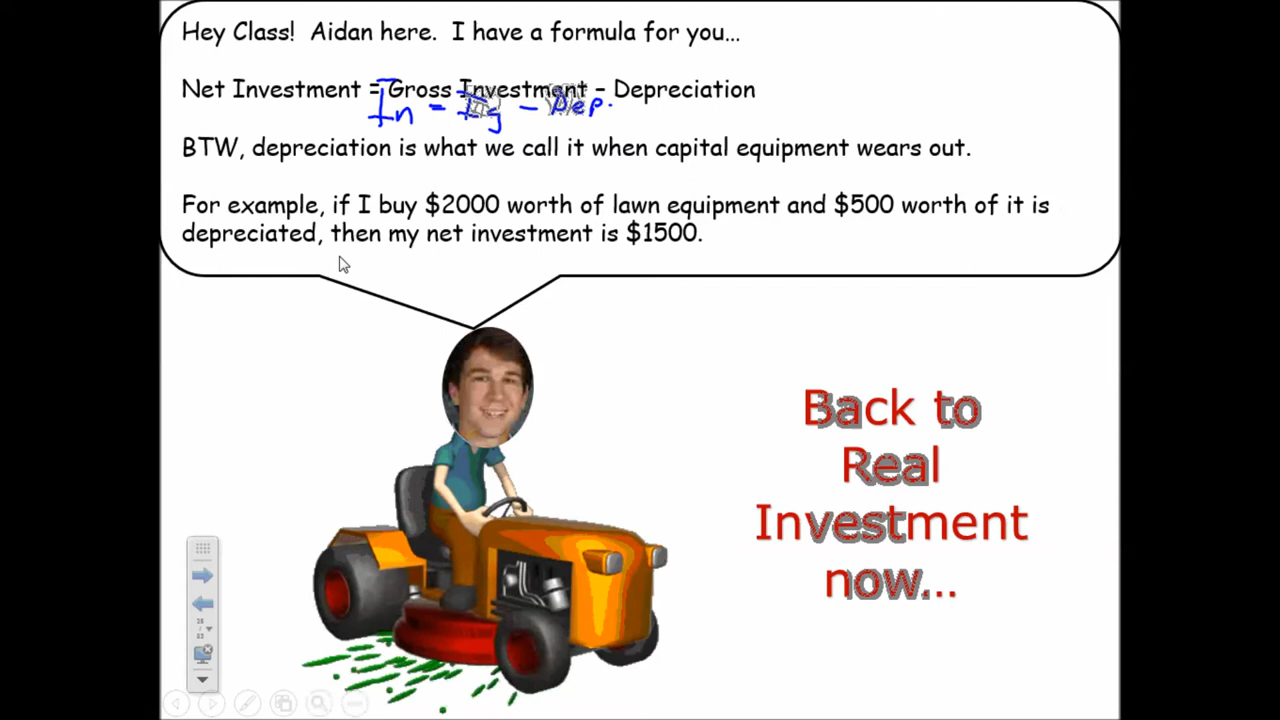 Hey Class! Aidan here. I have a formula for you...
Net Investment = Gross Investment – Depreciation
In = Ig – Dep.
BTW, depreciation is what we call it when capital equipment wears out.
For example, if I buy $2000 worth of lawn equipment and $500 worth of it is
depreciated, then my net investment is $1500.
Back to
Real
Investment
now...